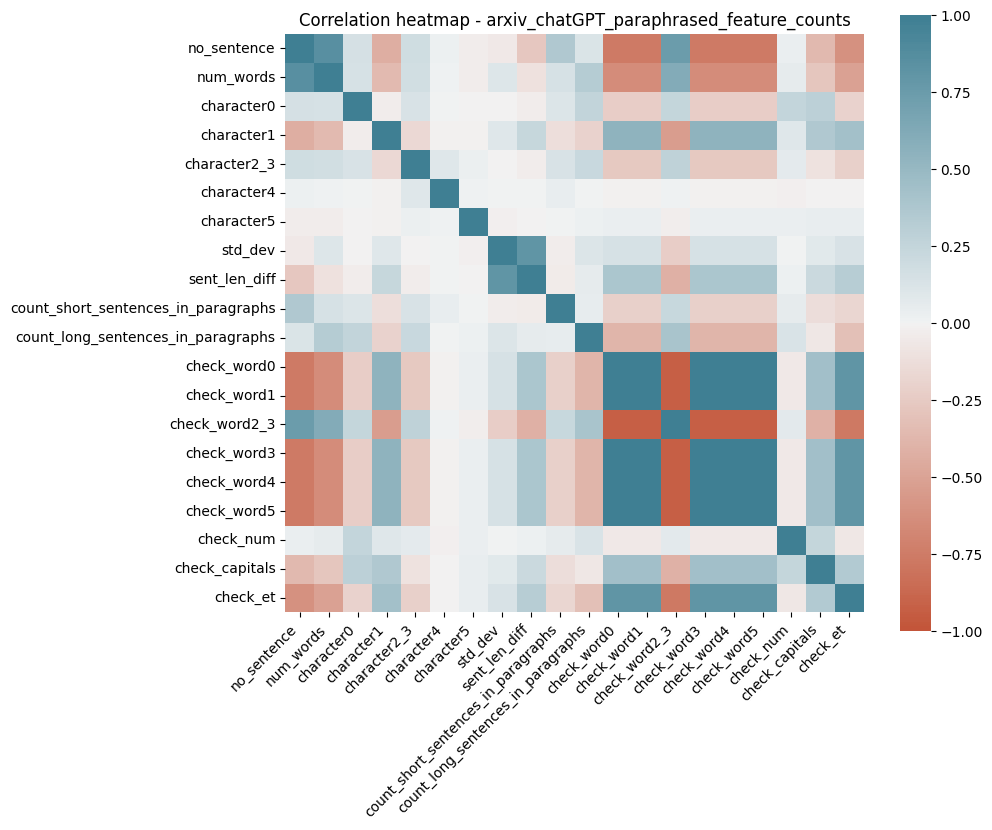 Correlation heatmap - arxiv_chatGPT_paraphrased_feature_counts
no_sentence
num_words
character0
character1
character2_3
character4
character5
std_dev
sent_len_diff
count_short_sentences_in_paragraphs
count_long_sentences_in_paragraphs
check_word0
check_word1
check_word2_3
check_word3
check_word4
check_word5
check_num
check_capitals
check_et
no_sentence
num_words
character0
character1
character2_3
character4
character5
std_dev
sent_len_diff
count_short_sentences_in_paragraphs
count_long_sentences_in_paragraphs
check_word0
check_word1
check_word2_3
check_word3
check_word4
check_word5
check_num
check_capitals
check_et
1.00
0.75
0.50
0.25
0.00
−0.25
−0.50
−0.75
−1.00